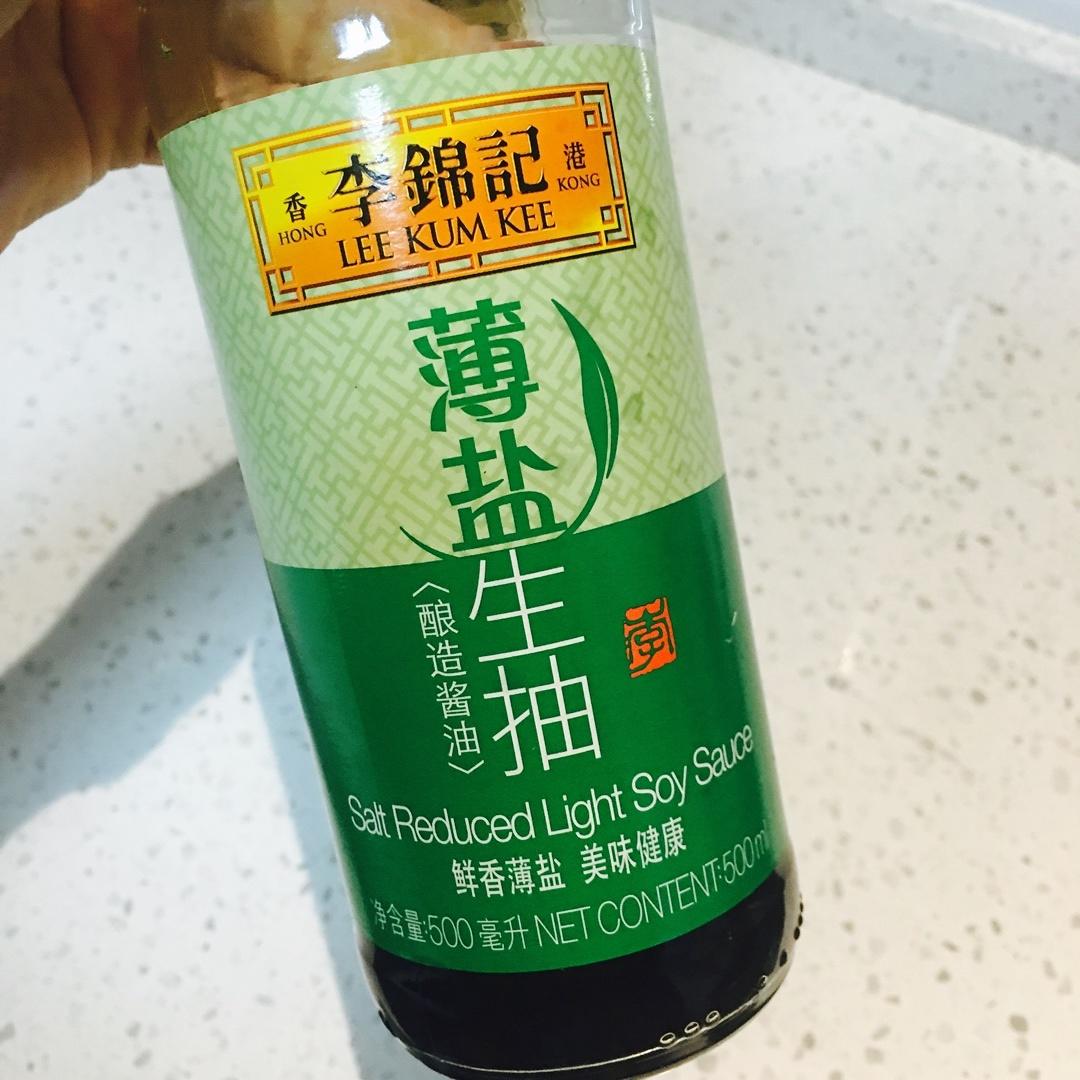 香 李錦記 港
HONG LEE KUM KEE KONG
薄盐
生抽
〈酿造酱油〉
李
Salt Reduced Light Soy Sauce
鲜香薄盐 美味健康
净含量:500毫升 NET CONTENT:500ml